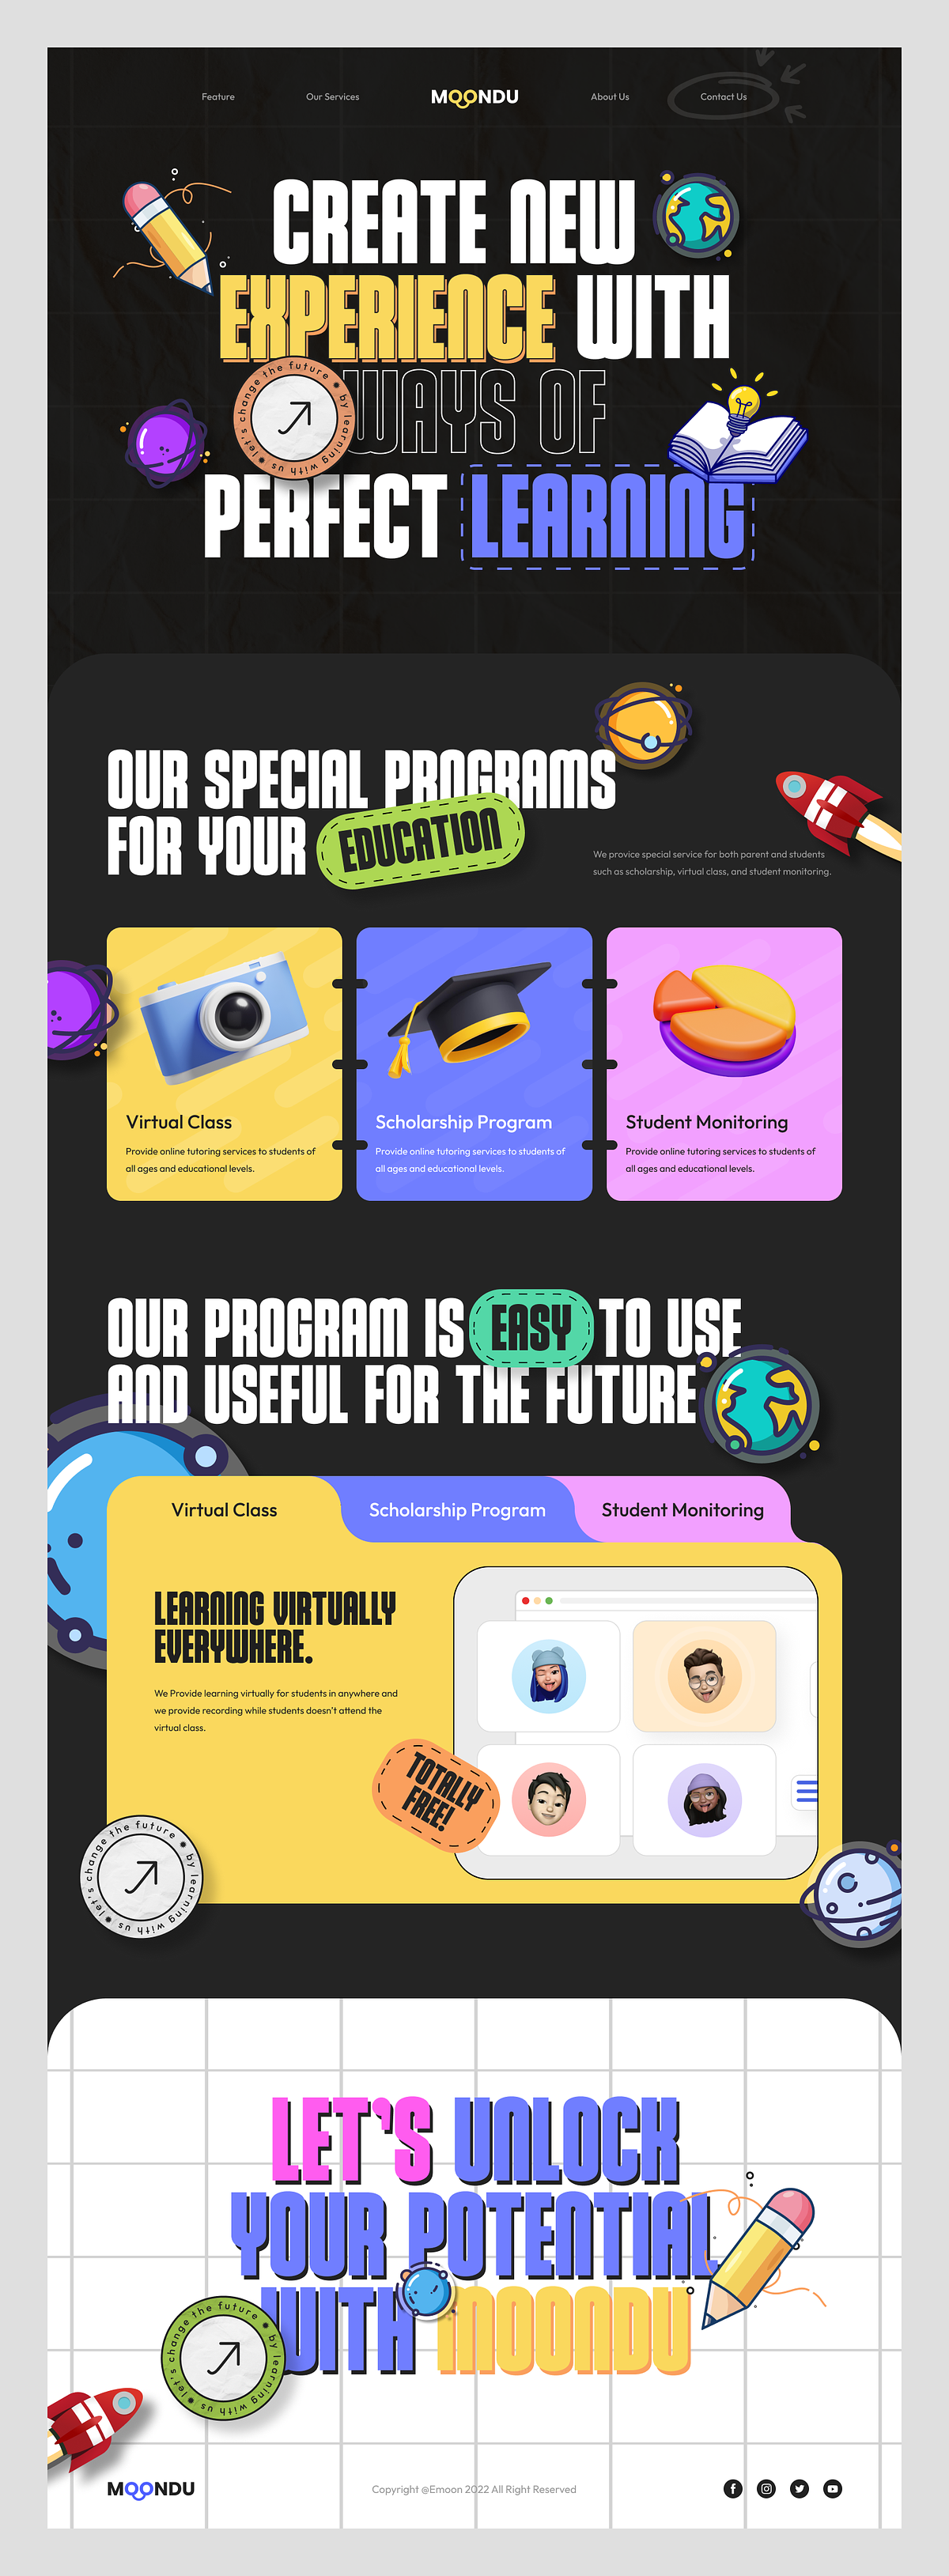 Feature
Our Services
MOONDU
About Us
Contact Us
CREATE NEW
EXPERIENCE WITH
WAYS OF
let's change the future
by learning with us
PERFECT LEARNING
OUR SPECIAL PROGRAMS
FOR YOUR EDUCATION
We provice special service for both parent and students
such as scholarship, virtual class, and student monitoring.
Virtual Class
Provide online tutoring services to students of
all ages and educational levels.
Scholarship Program
Provide online tutoring services to students of
all ages and educational levels.
Student Monitoring
Provide online tutoring services to students of
all ages and educational levels.
OUR PROGRAM IS EASY TO USE
AND USEFUL FOR THE FUTURE
Virtual Class
Scholarship Program
Student Monitoring
LEARNING VIRTUALLY
EVERYWHERE.
We Provide learning virtually for students in anywhere and
we provide recording while students doesn't attend the
virtual class.
TOTALLY
FREE!
let's change the future
by learning with us
LET'S UNLOCK
YOUR POTENTIAL
WITH MOONDU
let's change the future
by learning with us
MOONDU
Copyright @Emoon 2022 All Right Reserved